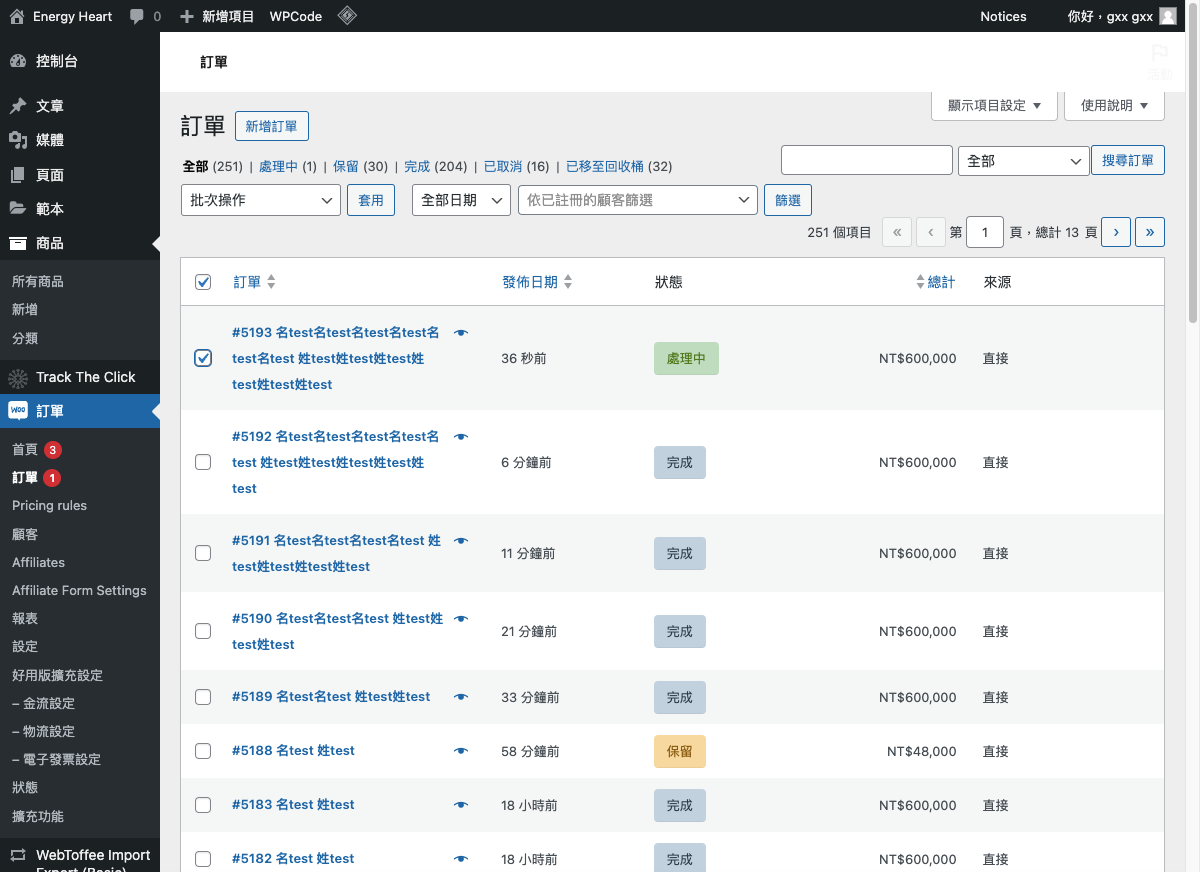 Energy Heart 0 新增項目 WPCode Notices 你好，gxx gxx
控制台
文章
媒體
頁面
範本
商品
所有商品
新增
分類
Track The Click
訂單
首頁 3
訂單 1
Pricing rules
顧客
Affiliates
Affiliate Form Settings
報表
設定
好用版擴充設定
– 金流設定
– 物流設定
– 電子發票設定
狀態
擴充功能
WebToffee Import
Export (Basic)
訂單
活動
顯示項目設定 ▼ 使用說明 ▼
訂單 新增訂單
全部 (251) | 處理中 (1) | 保留 (30) | 完成 (204) | 已取消 (16) | 已移至回收桶 (32)
全部 搜尋訂單
批次操作 套用 全部日期 依已註冊的顧客篩選 篩選
251 個項目 « ‹ 第 1 頁，總計 13 頁 › »
訂單 發佈日期 狀態 總計 來源
#5193 名test名test名test名test名
test名test 姓test姓test姓test姓
test姓test姓test
36 秒前 處理中 NT$600,000 直接
#5192 名test名test名test名test名
test 姓test姓test姓test姓test姓
test
6 分鐘前 完成 NT$600,000 直接
#5191 名test名test名test名test 姓
test姓test姓test姓test
11 分鐘前 完成 NT$600,000 直接
#5190 名test名test名test 姓test姓
test姓test
21 分鐘前 完成 NT$600,000 直接
#5189 名test名test 姓test姓test 33 分鐘前 完成 NT$600,000 直接
#5188 名test 姓test 58 分鐘前 保留 NT$48,000 直接
#5183 名test 姓test 18 小時前 完成 NT$600,000 直接
#5182 名test 姓test 18 小時前 完成 NT$600,000 直接